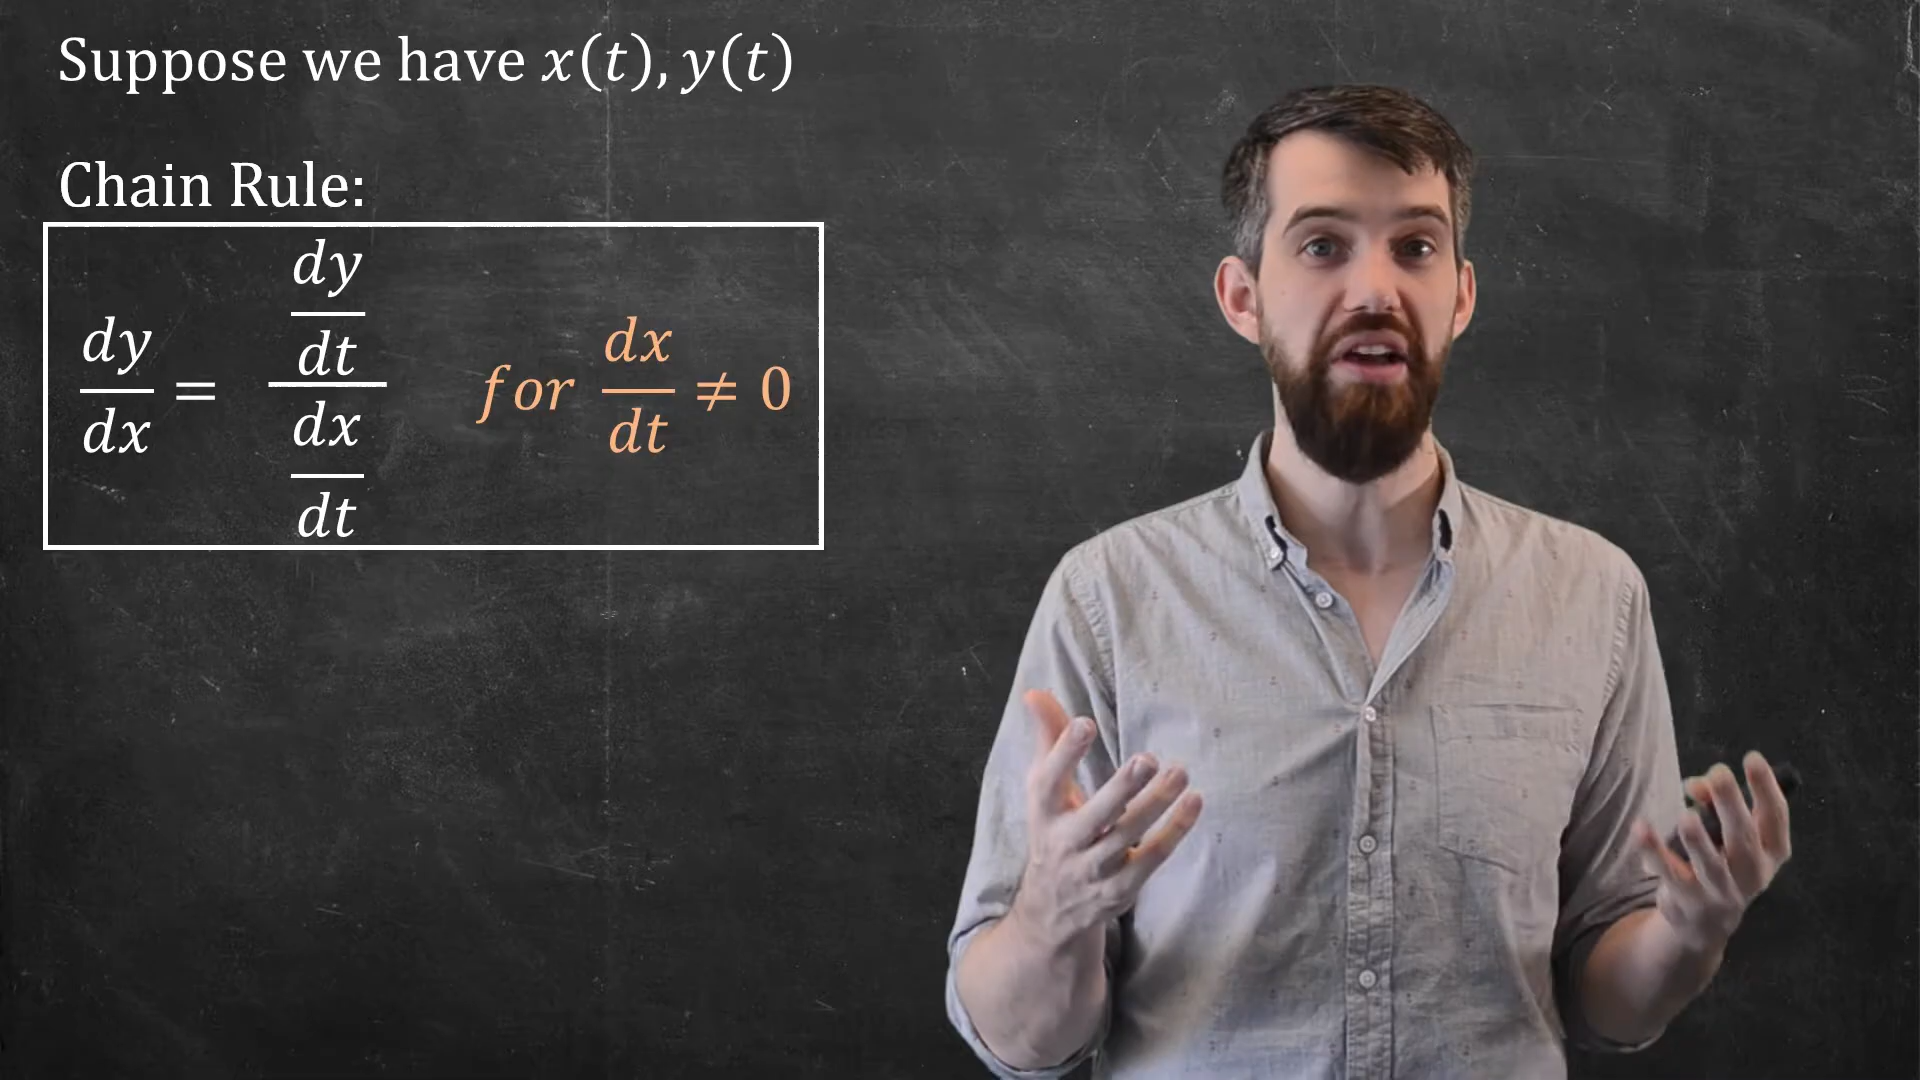 Suppose we have x(t), y(t)
Chain Rule:
dy/dx = (dy/dt)/(dx/dt) for dx/dt ≠ 0